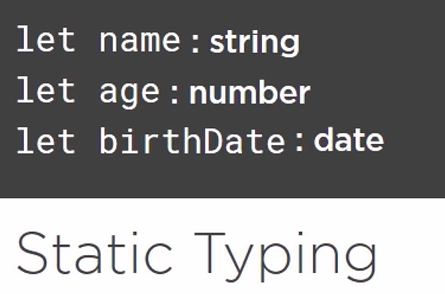 let name : string
let age : number
let birthDate : date
Static Typing